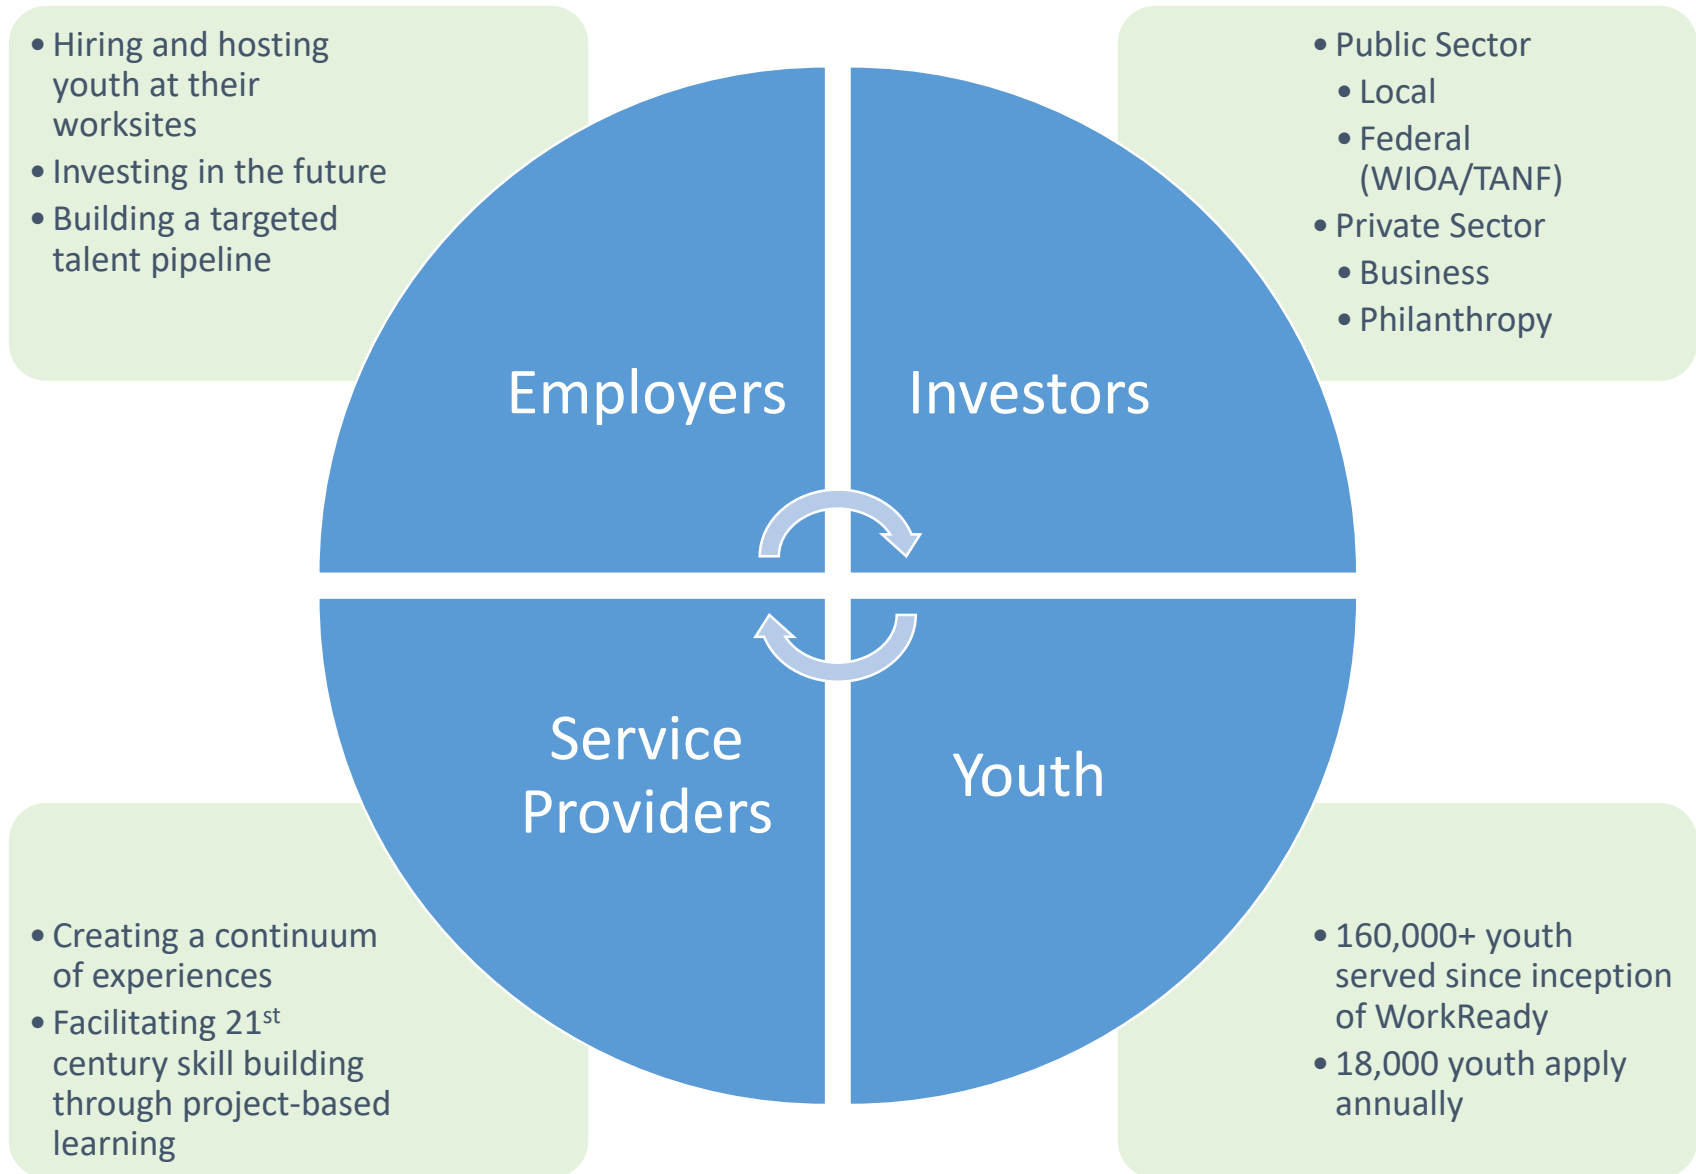 • Hiring and hosting
youth at their
worksites
• Investing in the future
• Building a targeted
talent pipeline
• Public Sector
• Local
• Federal
(WIOA/TANF)
• Private Sector
• Business
• Philanthropy
Employers
Investors
Service
Providers
Youth
• Creating a continuum
of experiences
• Facilitating 21st
century skill building
through project-based
learning
• 160,000+ youth
served since inception
of WorkReady
• 18,000 youth apply
annually